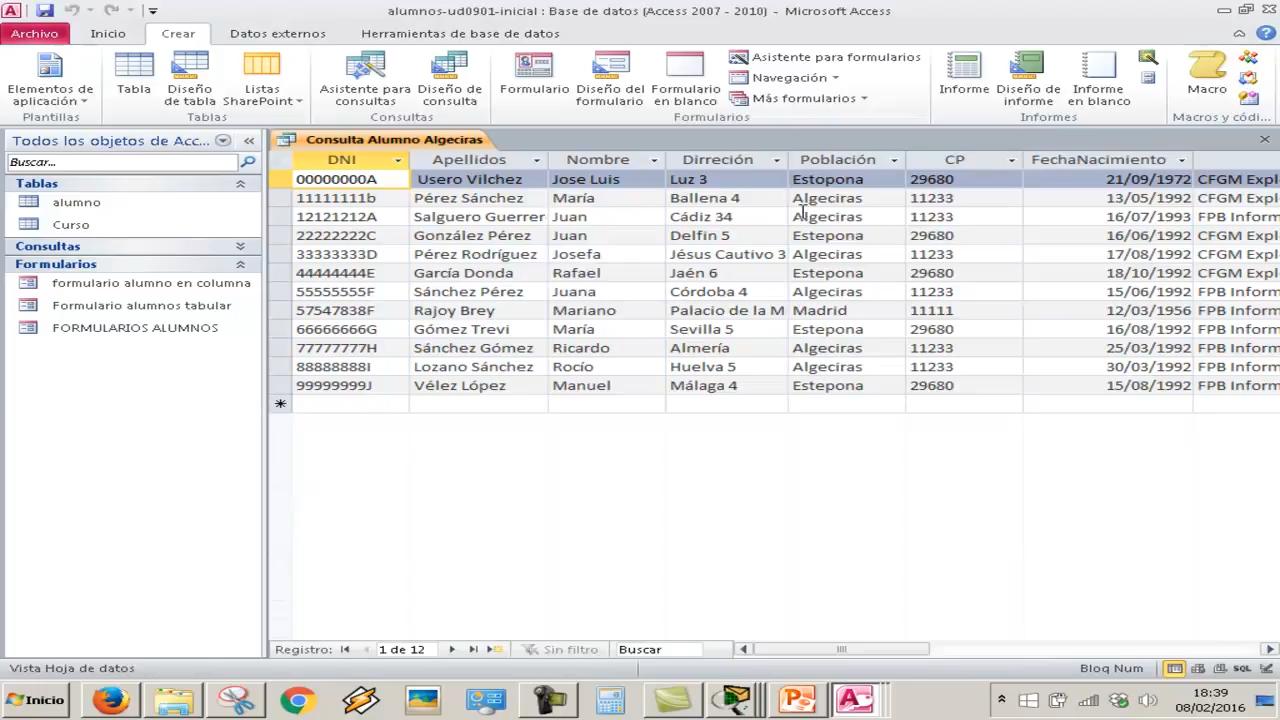 alumnos-ud0901-inicial : Base de datos (Access 2007 - 2010) - Microsoft Access
Archivo Inicio Crear Datos externos Herramientas de base de datos
Elementos de aplicación
Tabla
Diseño de tabla
Listas SharePoint
Asistente para consultas
Diseño de consulta
Formulario
Diseño del formulario
Formulario en blanco
Asistente para formularios
Navegación
Más formularios
Informe
Diseño de informe
Informe en blanco
Macro
Plantillas Tablas Consultas Formularios Informes Macros y códi...
Todos los objetos de Acc...
Buscar...
Tablas
alumno
Curso
Consultas
Formularios
formulario alumno en columna
Formulario alumnos tabular
FORMULARIOS ALUMNOS
Consulta Alumno Algeciras
DNI Apellidos Nombre Dirreción Población CP FechaNacimiento
00000000A Usero Vilchez Jose Luis Luz 3 Estopona 29680 21/09/1972 CFGM Expl
11111111b Pérez Sánchez María Ballena 4 Algeciras 11233 13/05/1992 CFGM Expl
12121212A Salguero Guerrer Juan Cádiz 34 Algeciras 11233 16/07/1993 FPB Inform
22222222C González Pérez Juan Delfin 5 Estepona 29680 16/06/1992 CFGM Expl
33333333D Pérez Rodríguez Josefa Jésus Cautivo 3 Algeciras 11233 17/08/1992 CFGM Expl
44444444E García Donda Rafael Jaén 6 Estepona 29680 18/10/1992 CFGM Expl
55555555F Sánchez Pérez Juana Córdoba 4 Algeciras 11233 15/06/1992 FPB Inform
57547838F Rajoy Brey Mariano Palacio de la M Madrid 11111 12/03/1956 FPB Inform
66666666G Gómez Trevi María Sevilla 5 Estepona 29680 16/08/1992 FPB Inform
77777777H Sánchez Gómez Ricardo Almería Algeciras 11233 25/03/1992 FPB Inform
88888888I Lozano Sánchez Rocío Huelva 5 Algeciras 11233 30/03/1992 FPB Inform
99999999J Vélez López Manuel Málaga 4 Estepona 29680 15/08/1992 FPB Inform
Registro: 1 de 12 Sin filtro Buscar
Vista Hoja de datos Bloq Num SQL
Inicio
18:39
08/02/2016